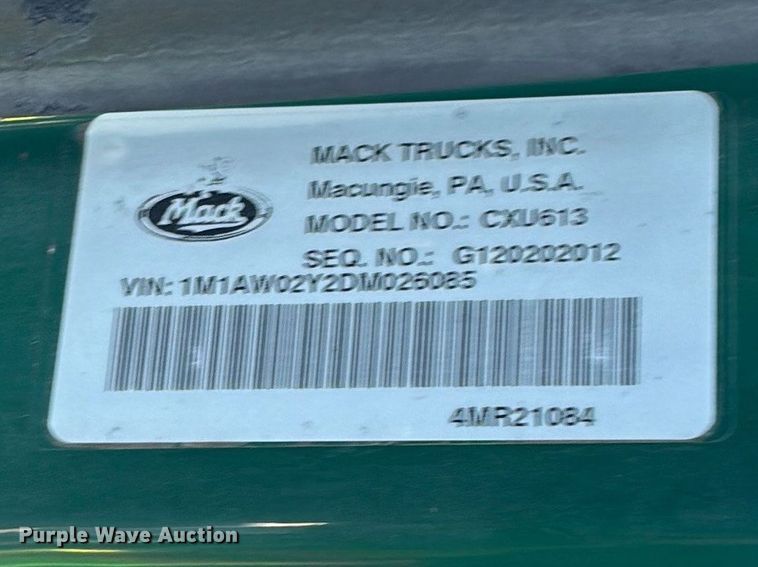 Mack
MACK TRUCKS, INC.
Macungie, PA, U.S.A.
MODEL NO.: CXU613
SEQ. NO.: G120202012
VIN: 1M1AW02Y2DM026085
4MR21084
Purple Wave Auction